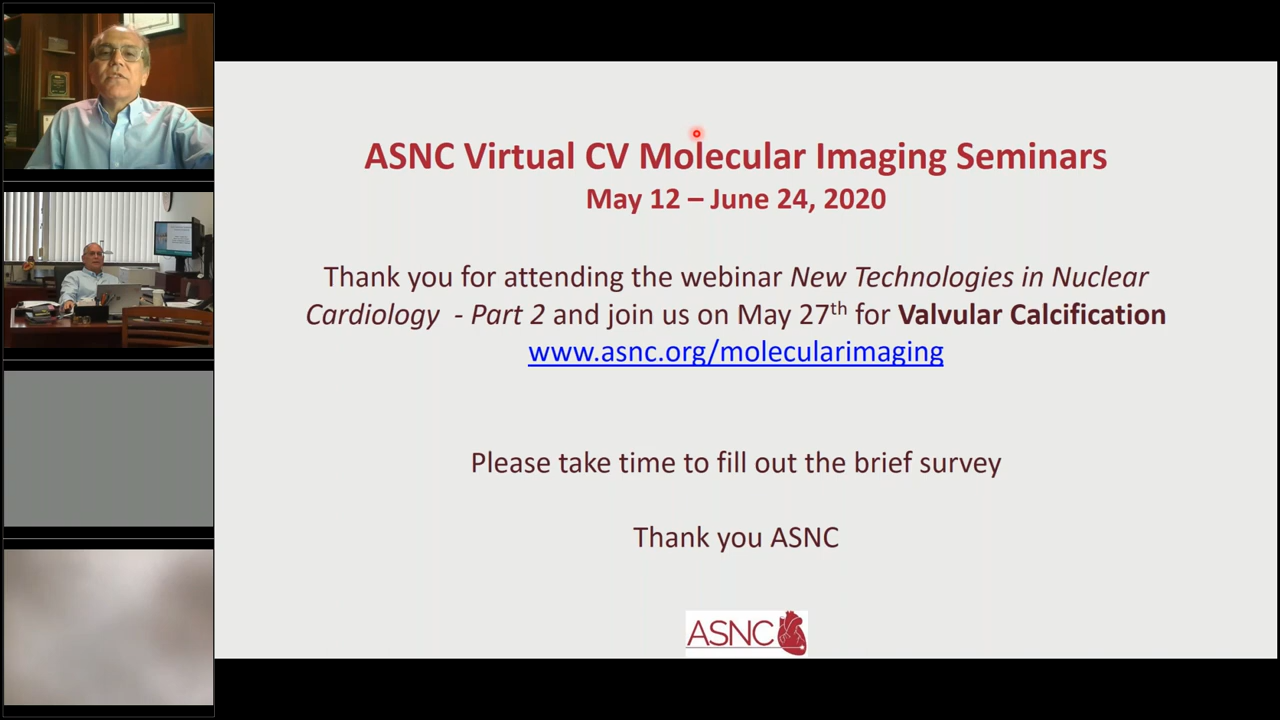 ASNC Virtual CV Molecular Imaging Seminars
May 12 – June 24, 2020
Thank you for attending the webinar New Technologies in Nuclear
Cardiology - Part 2 and join us on May 27th for Valvular Calcification
www.asnc.org/molecularimaging
Please take time to fill out the brief survey
Thank you ASNC
ASNC